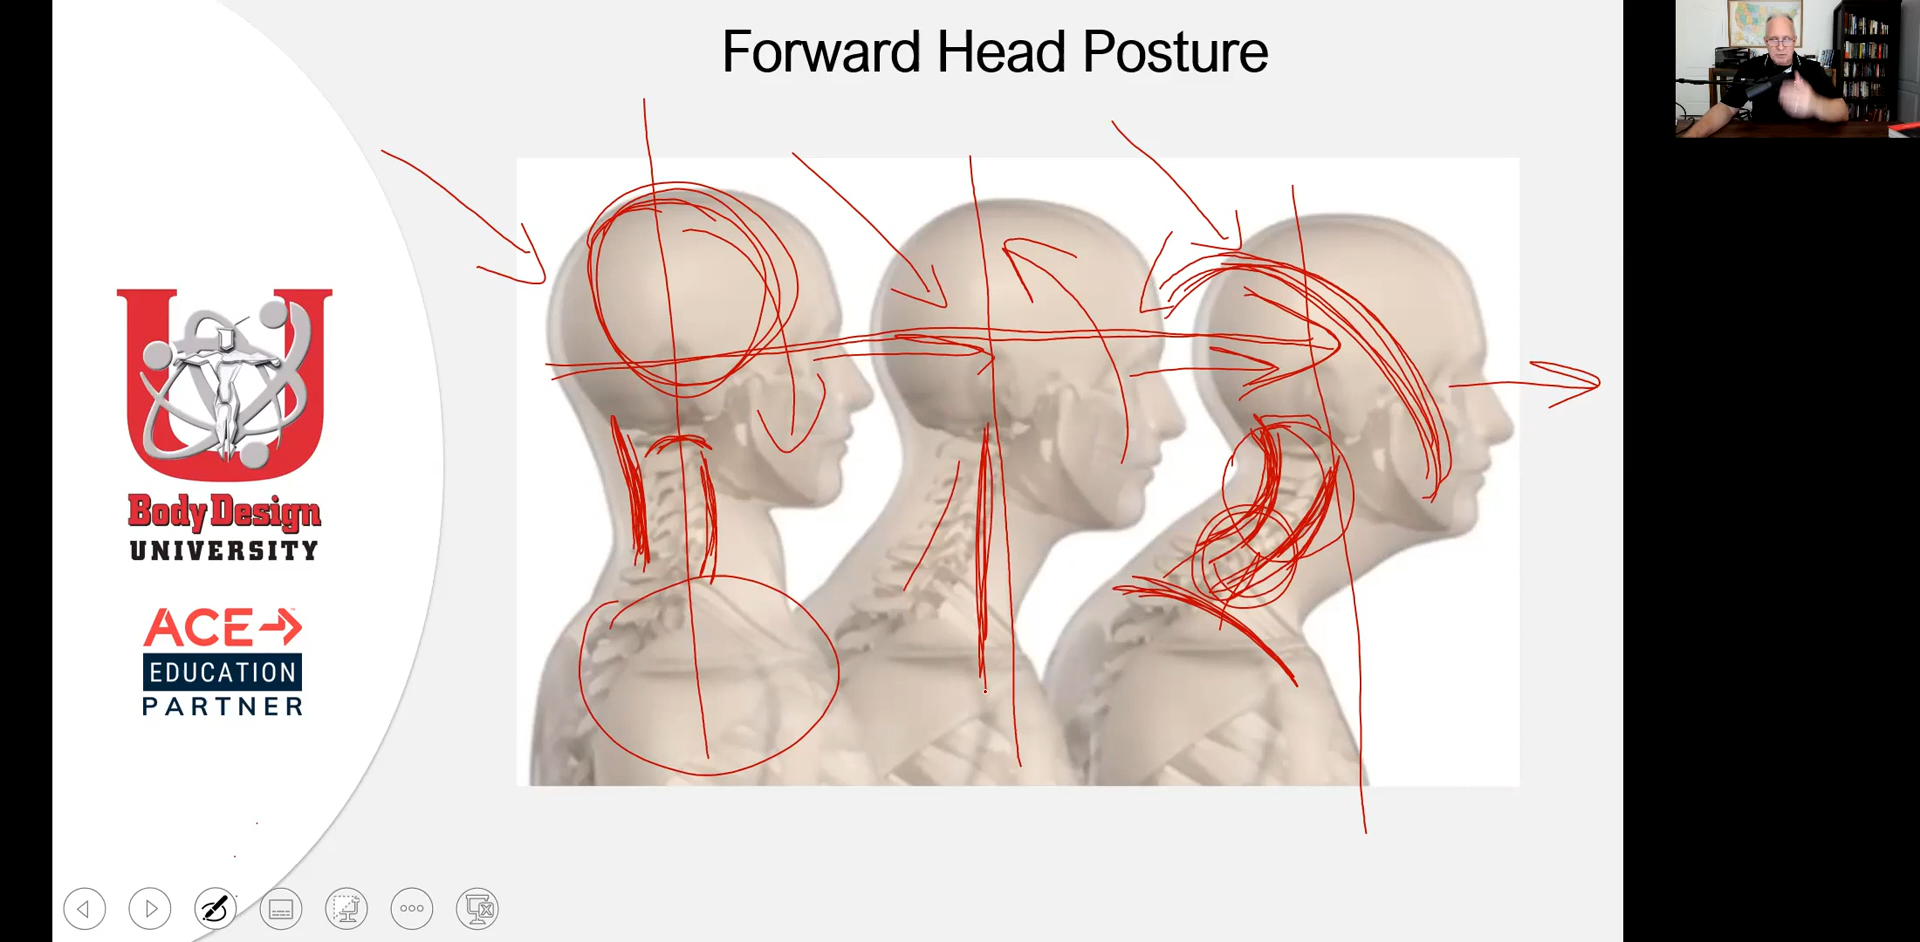 Forward Head Posture
U
Body Design
UNIVERSITY
ACE
EDUCATION
PARTNER